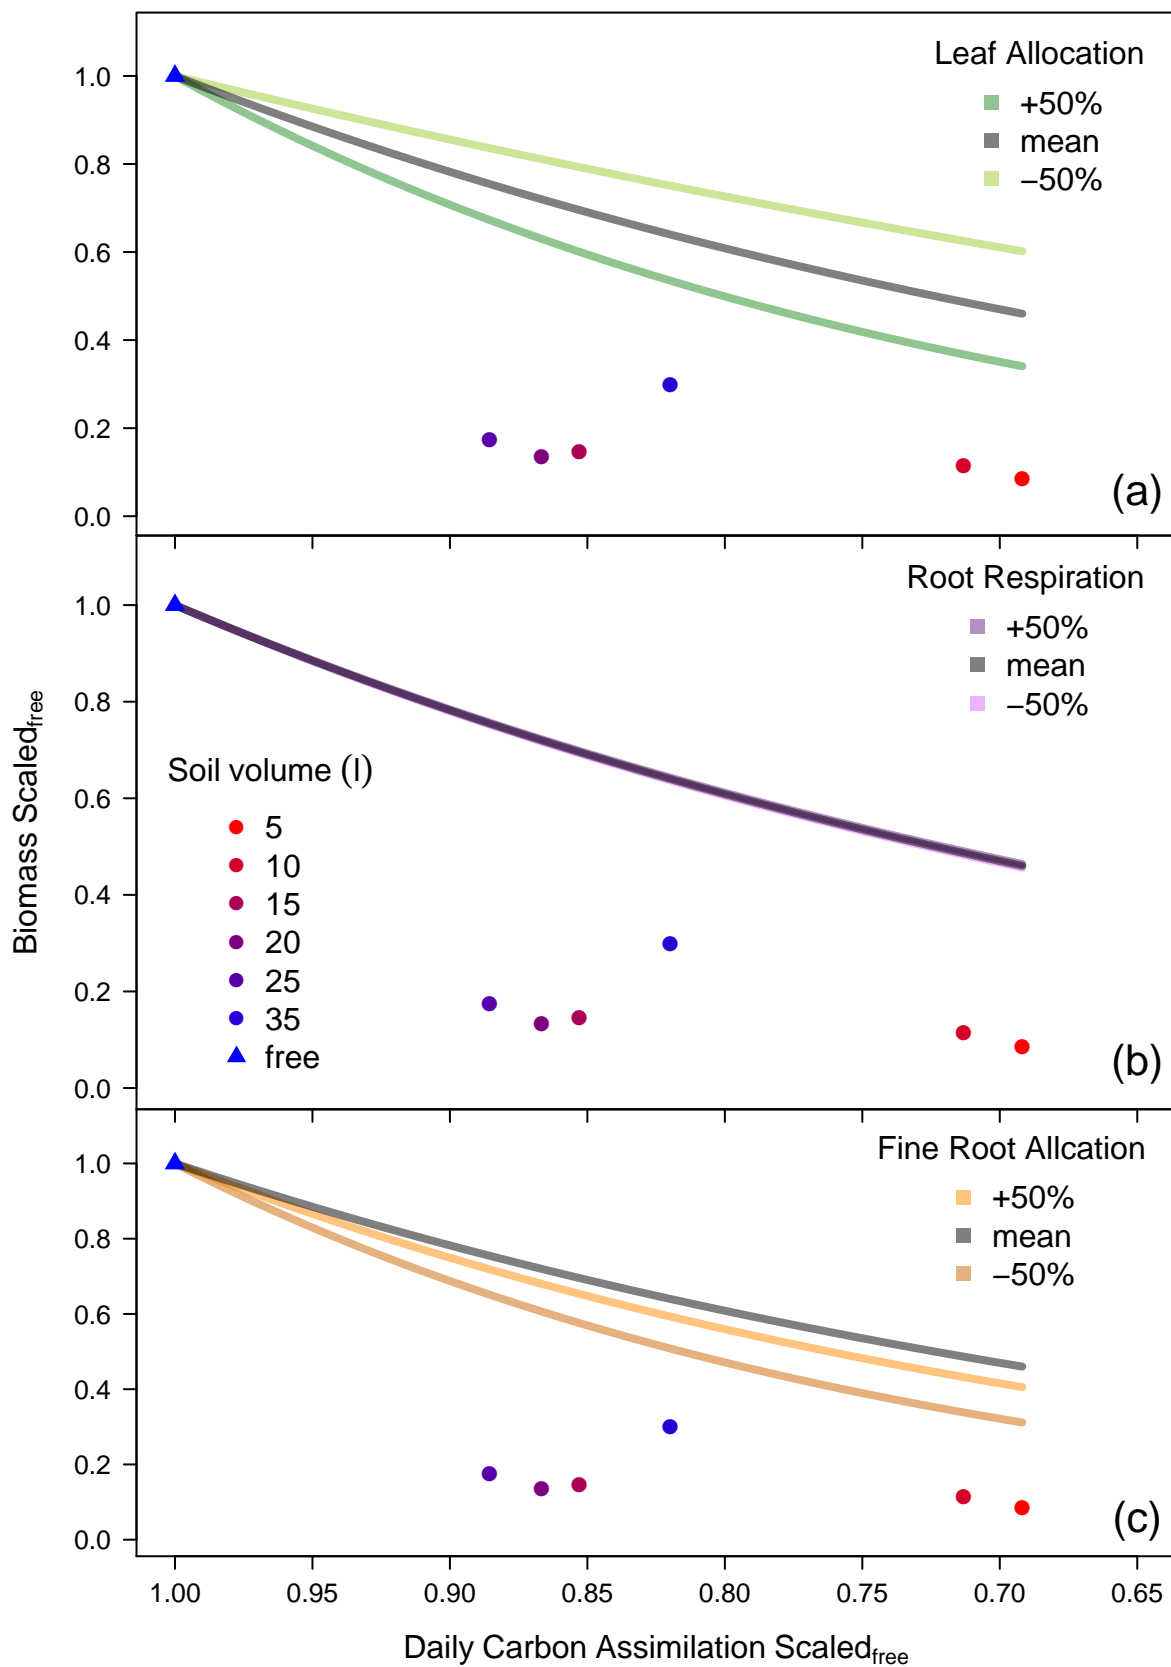 Leaf Allocation
+50%
mean
−50%
1.0
0.8
0.6
0.4
0.2
0.0
(a)
Root Respiration
+50%
mean
−50%
1.0
0.8
0.6
0.4
0.2
0.0
Soil volume (l)
5
10
15
20
25
35
free
(b)
Biomass Scaledfree
Fine Root Allcation
+50%
mean
−50%
1.0
0.8
0.6
0.4
0.2
0.0
(c)
1.00 0.95 0.90 0.85 0.80 0.75 0.70 0.65
Daily Carbon Assimilation Scaledfree